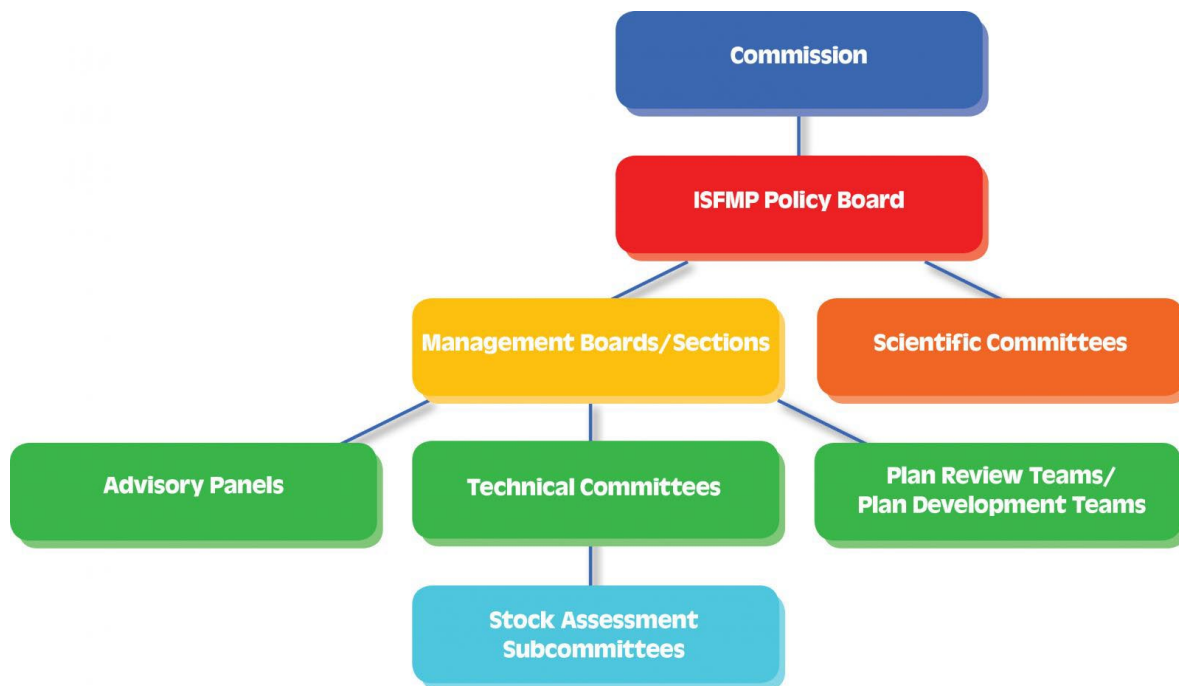 Commission
ISFMP Policy Board
Management Boards/Sections
Scientific Committees
Advisory Panels
Technical Committees
Plan Review Teams/
Plan Development Teams
Stock Assessment
Subcommittees